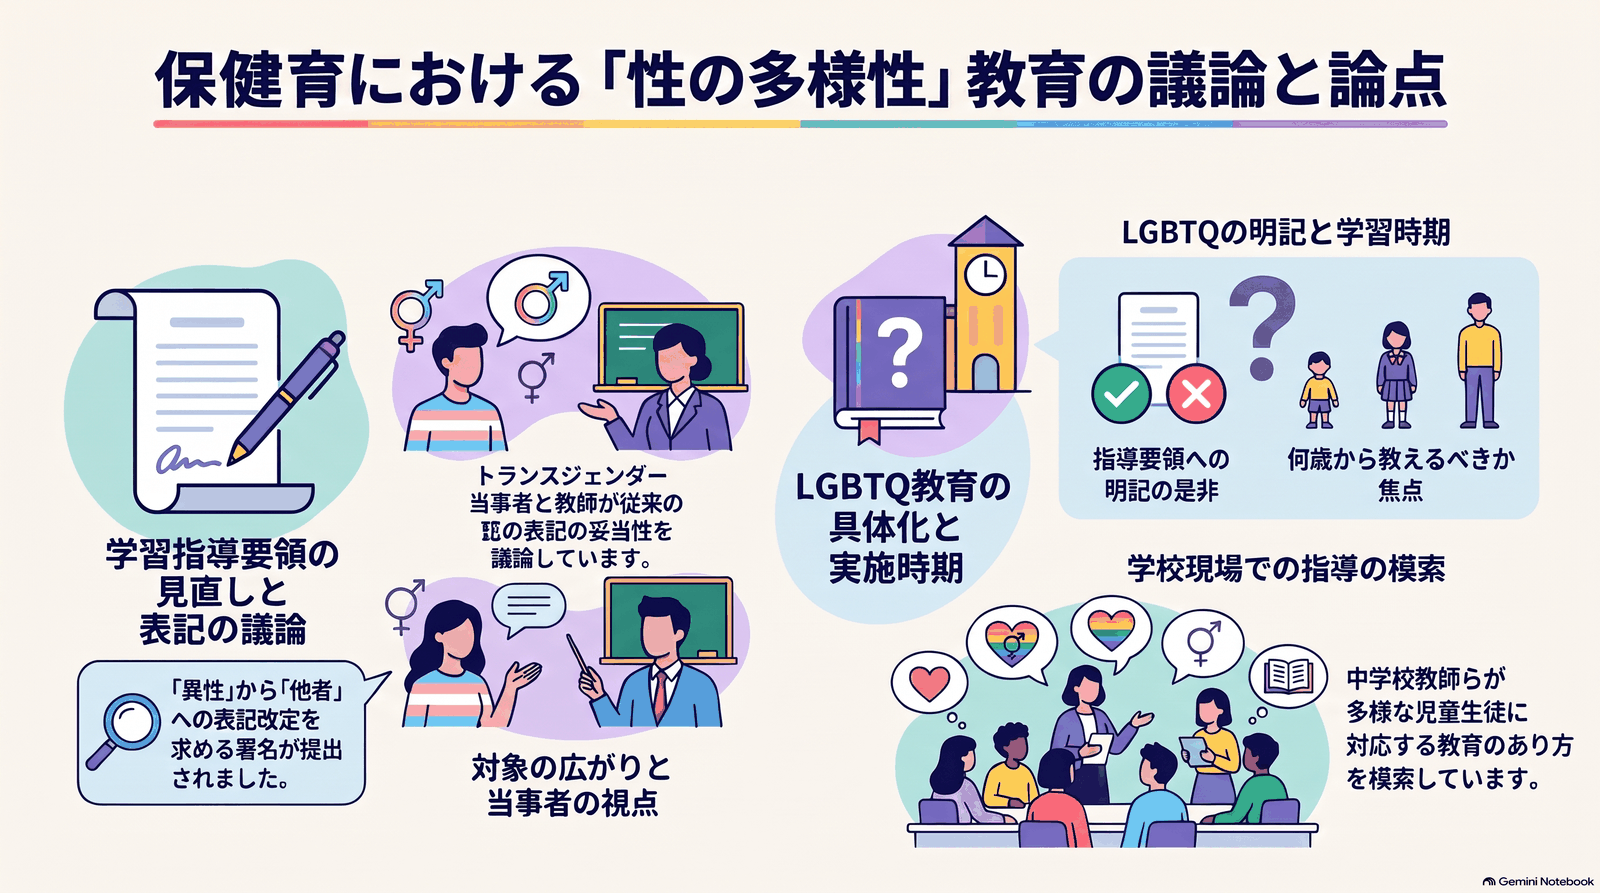 保健育における「性の多様性」教育の議論と論点
学習指導要領の
見直しと
表記の議論
「異性」から「他者」
への表記改定を
求める署名が提出
されました。
トランスジェンダー
当事者と教師が従来の
の表記の妥当性を
議論しています。
対象の広がりと
当事者の視点
LGBTQ教育の
具体化と
実施時期
LGBTQの明記と学習時期
指導要領への
明記の是非
何歳から教えるべきか
焦点
学校現場での指導の模索
中学校教師らが
多様な児童生徒に
対応する教育のあり方
を模索しています。
Gemini Notebook